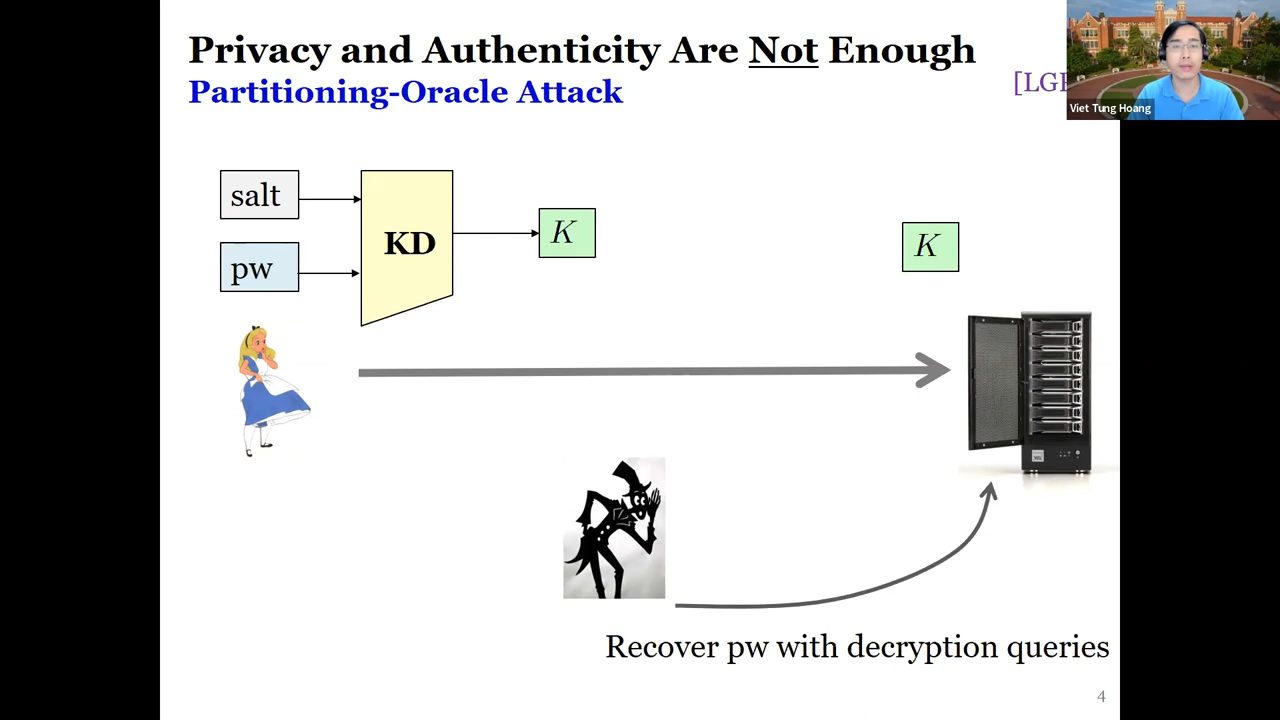 Privacy and Authenticity Are Not Enough
Partitioning-Oracle Attack
Viet Tung Hoang
salt
pw
KD
K
K
Recover pw with decryption queries
4